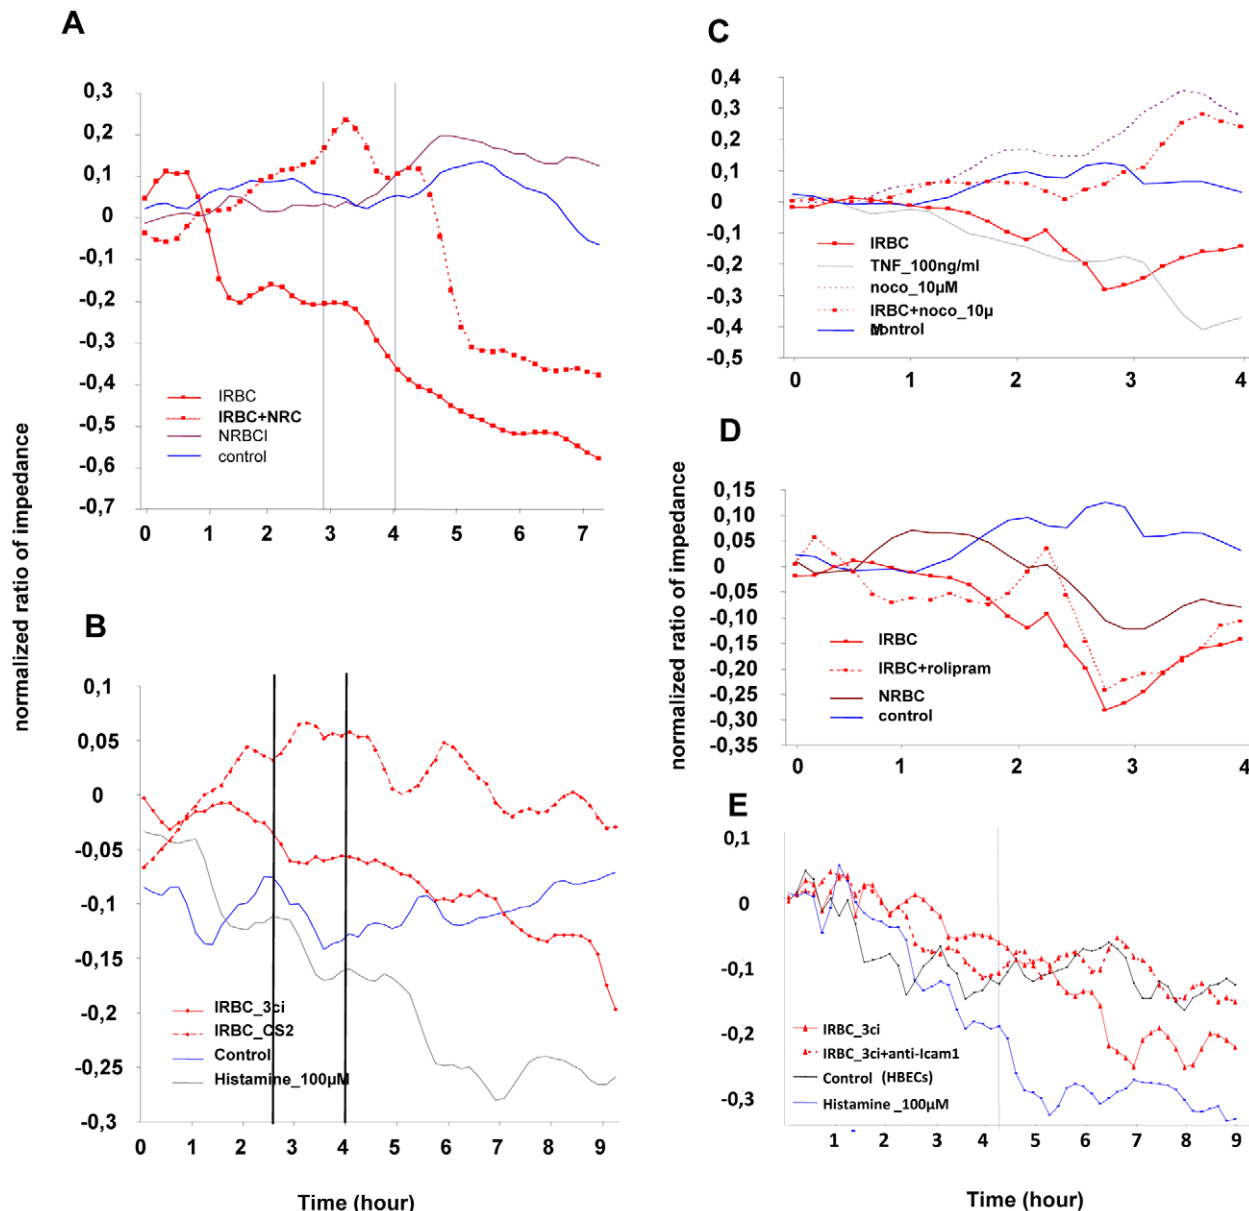 A
0,3
0,2
0,1
0
-0,1
-0,2
-0,3
-0,4
-0,5
-0,6
-0,7
IRBC
IRBC+NRC
NRBCI
control
0 1 2 3 4 5 6 7
normalized ratio of impedance
B
0,1
0,05
0
-0,05
-0,1
-0,15
-0,2
-0,25
-0,3
IRBC_3ci
IRBC_CS2
Control
Histamine_100µM
0 1 2 3 4 5 6 7 8 9
Time (hour)
C
0,4
0,3
0,2
0,1
0
-0,1
-0,2
-0,3
-0,4
-0,5
IRBC
TNF_100ng/ml
noco_10µM
IRBC+noco_10µ
M
control
0 1 2 3 4
normalized ratio of impedance
D
0,15
0,10
0,05
0
-0,05
-0,10
-0,15
-0,20
-0,25
-0,30
-0,35
IRBC
IRBC+rolipram
NRBC
control
0 1 2 3 4
E
0,1
0
-0,1
-0,2
-0,3
IRBC_3ci
IRBC_3ci+anti-Icam1
Control (HBECs)
Histamine _100µM
1 2 3 4 5 6 7 8 9
Time (hour)